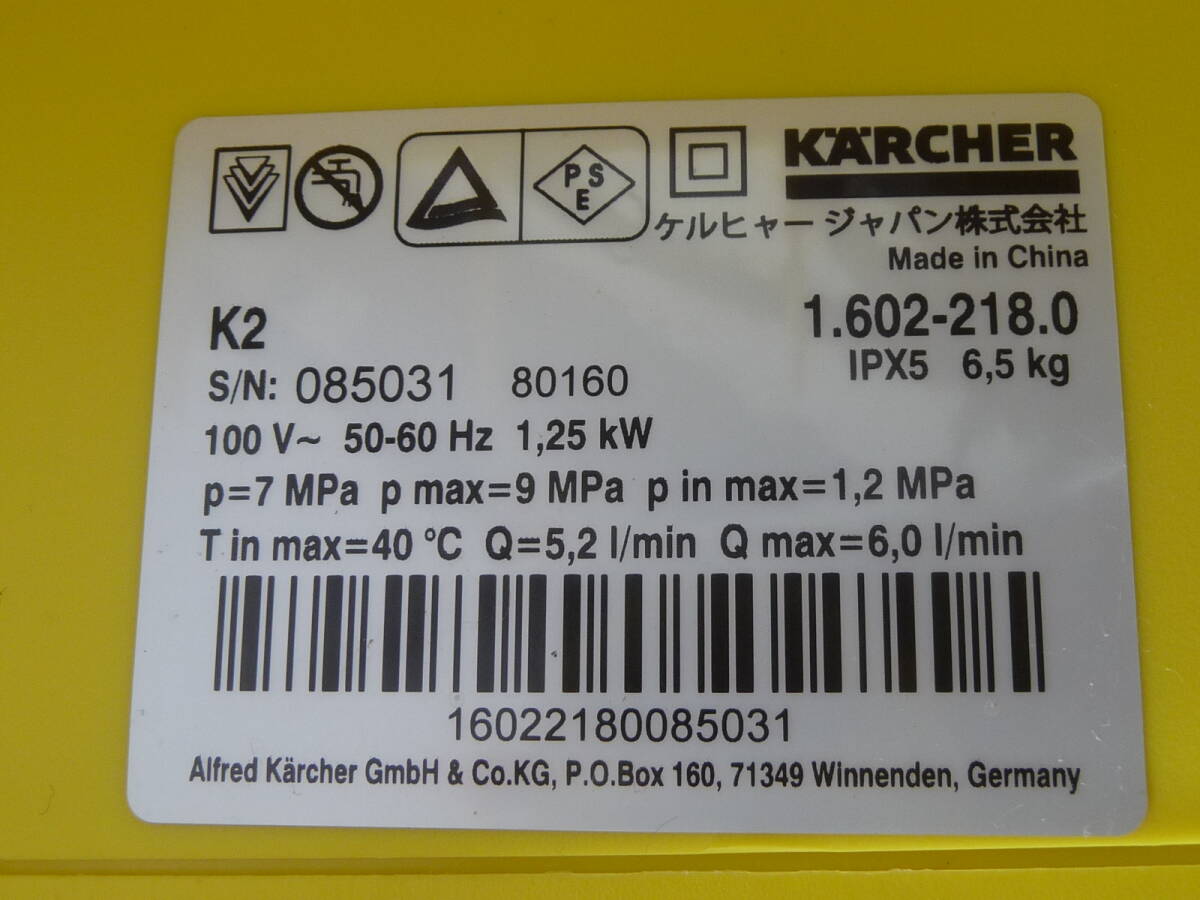 KÄRCHER
P S
E
ケルヒャー ジャパン株式会社
Made in China
K2
1.602-218.0
IPX5 6,5 kg
S/N: 085031 80160
100 V~ 50-60 Hz 1,25 kW
p=7 MPa p max=9 MPa p in max=1,2 MPa
T in max=40 °C Q=5,2 l/min Q max=6,0 l/min
16022180085031
Alfred Kärcher GmbH & Co.KG, P.O.Box 160, 71349 Winnenden, Germany